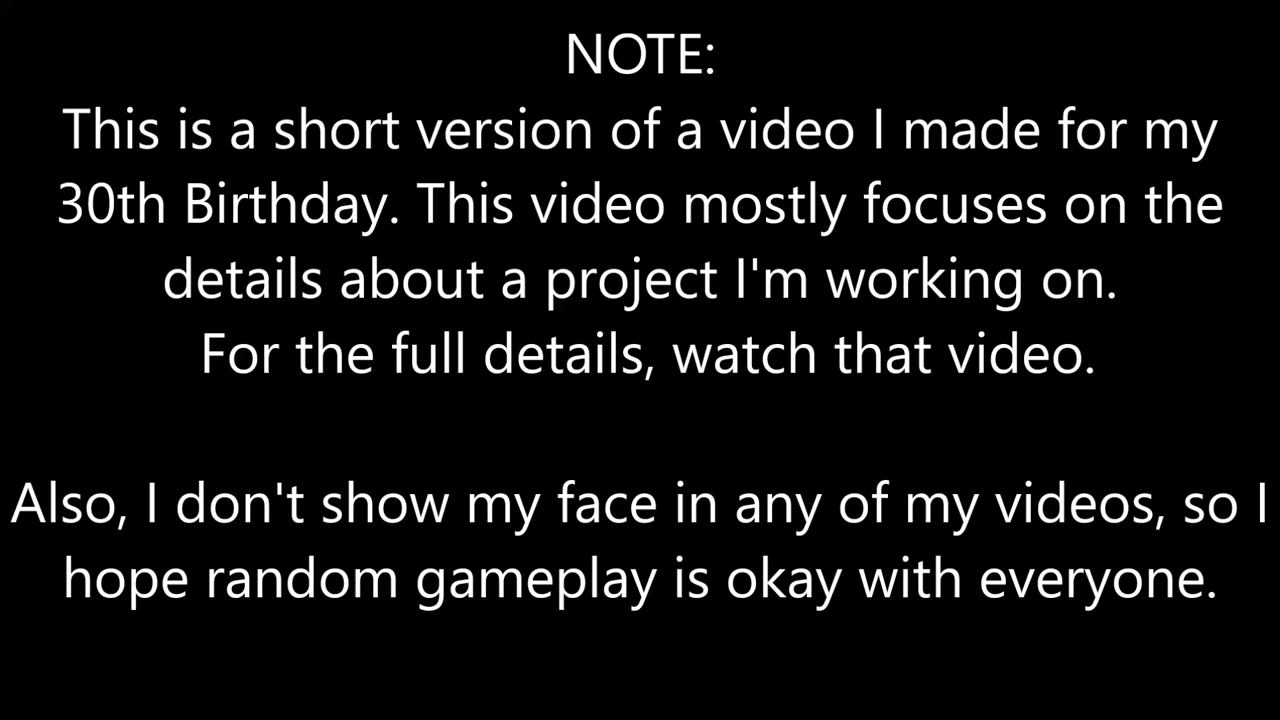 NOTE:
This is a short version of a video I made for my
30th Birthday. This video mostly focuses on the
details about a project I'm working on.
For the full details, watch that video.
Also, I don't show my face in any of my videos, so I
hope random gameplay is okay with everyone.